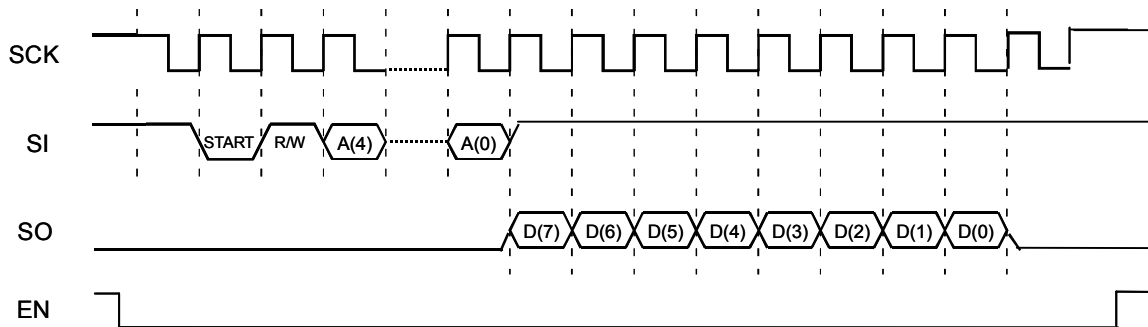 SCK
SI START R/W A(4) A(0)
SO D(7) D(6) D(5) D(4) D(3) D(2) D(1) D(0)
EN